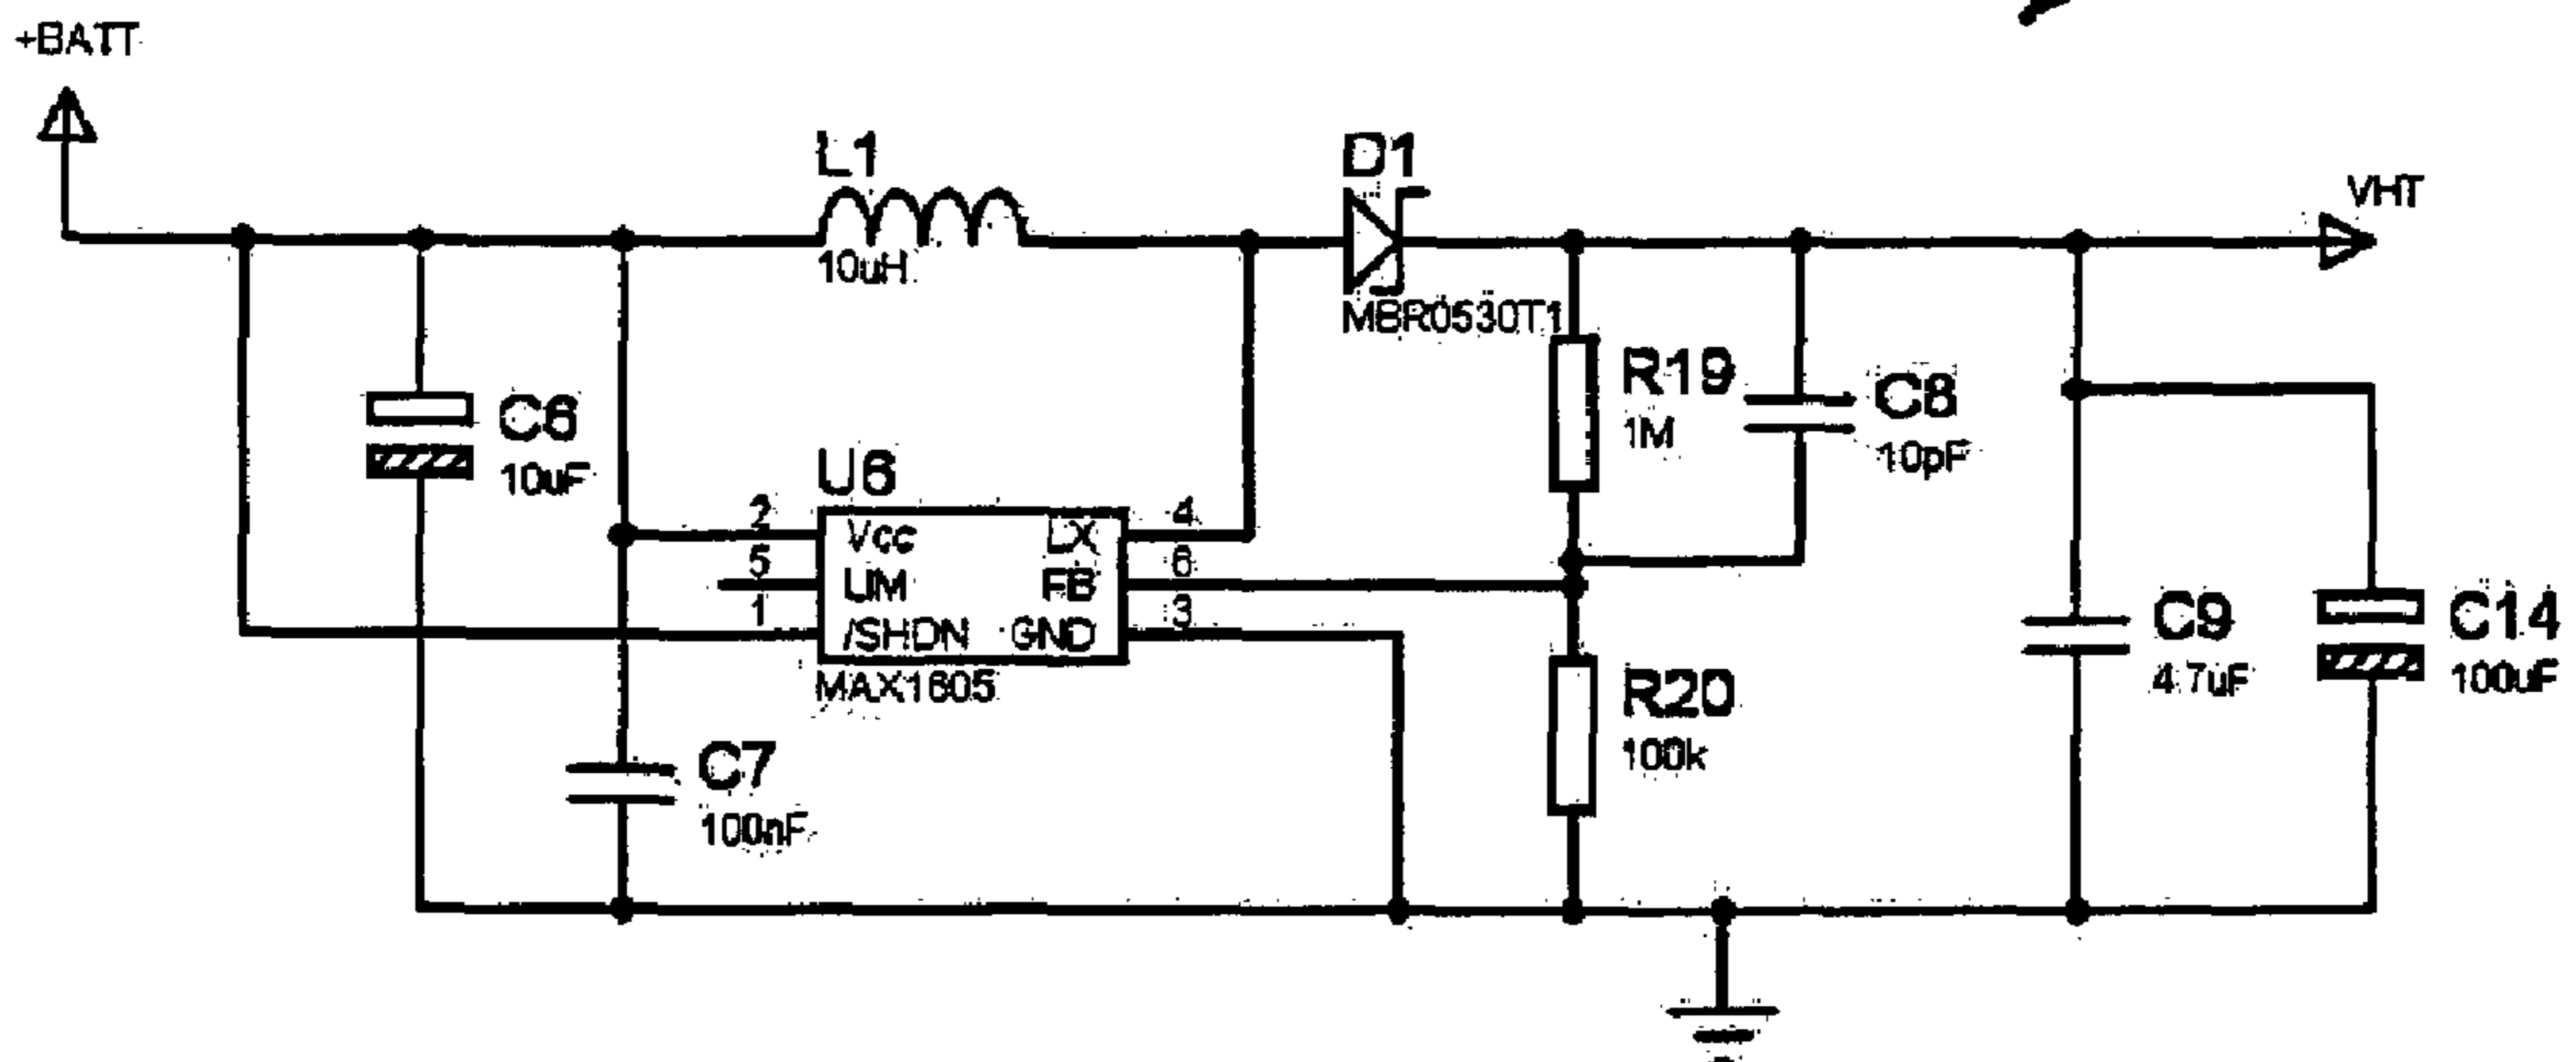 +BATT
L1
10uH
D1
MBR0530T1
VHT
C6
10uF
R19
1M
C8
10pF
U6
2
Vcc
LX
4
5
LIM
FB
6
1
/SHDN
GND
3
MAX1605
C9
4.7uF
C14
100uF
R20
100k
C7
100nF